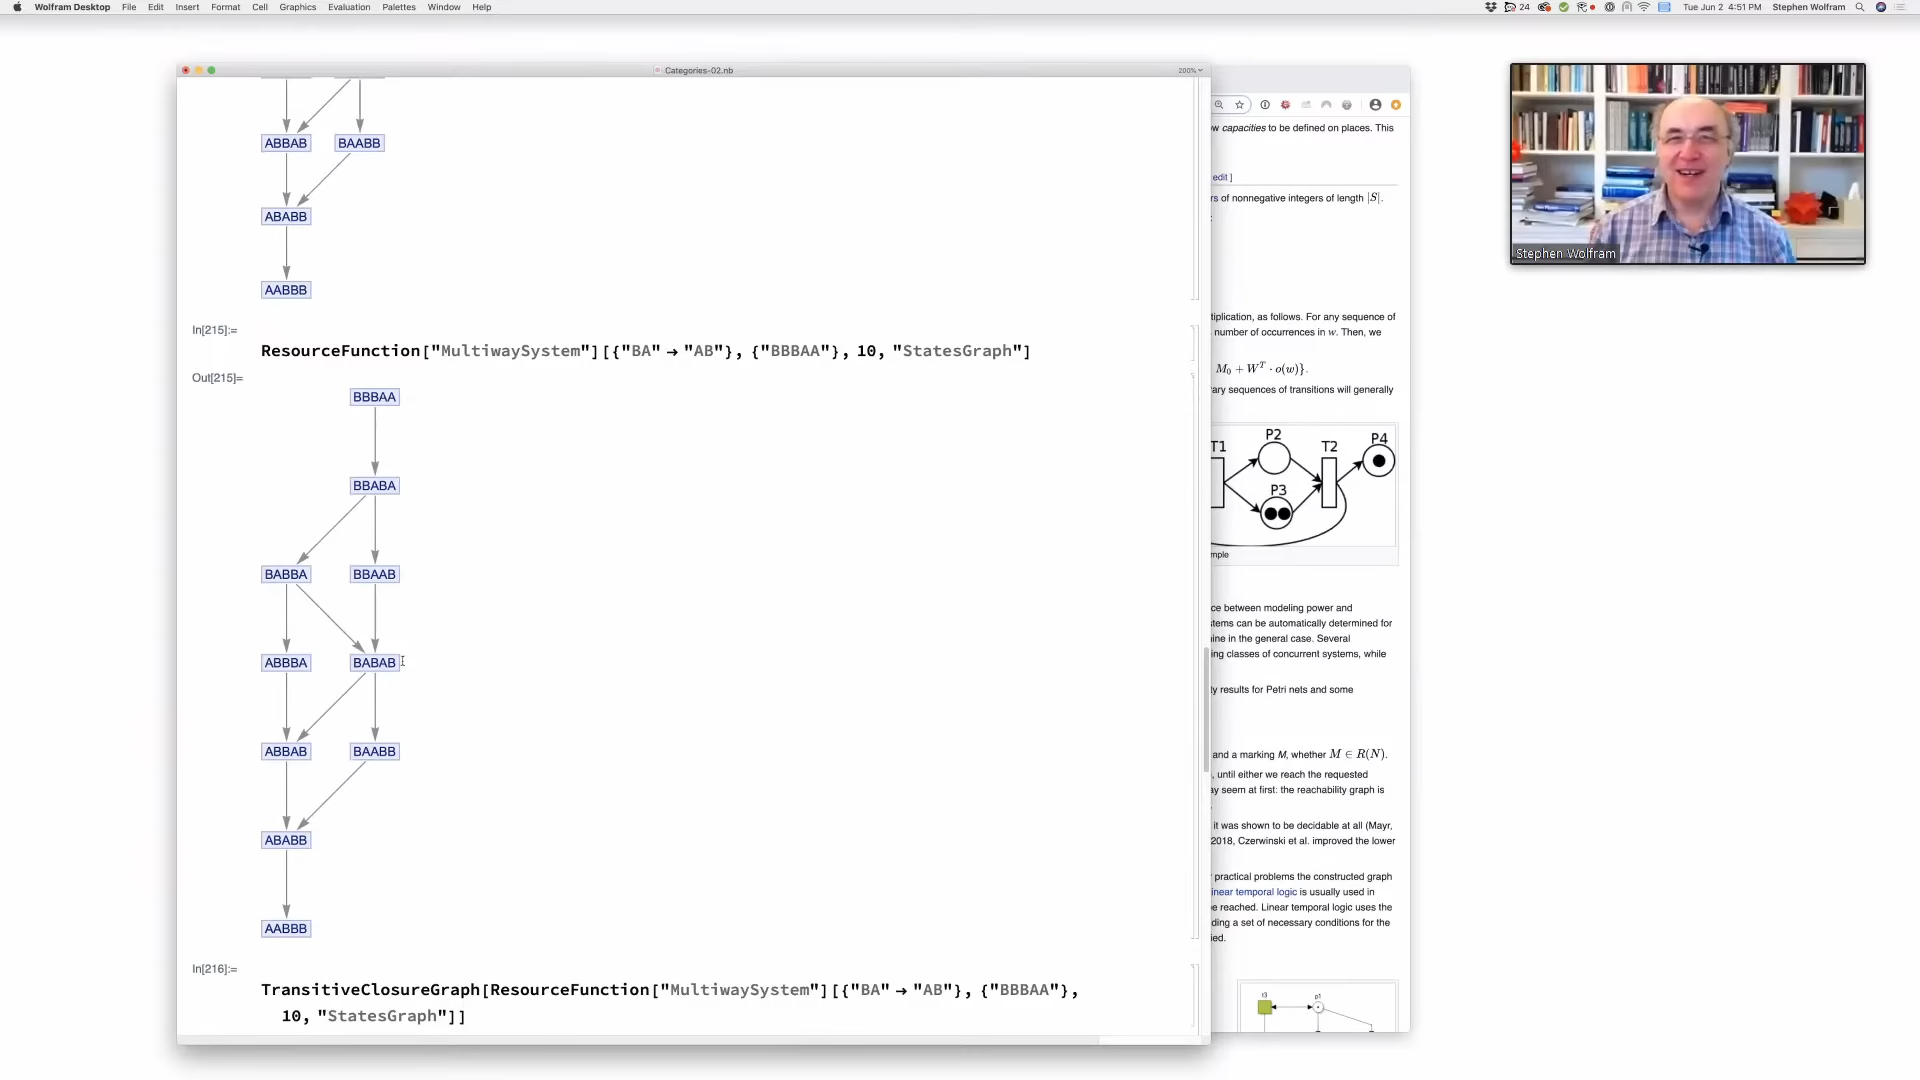 Wolfram Desktop File Edit Insert Format Cell Graphics Evaluation Palettes Window Help
24 Tue Jun 2 4:51 PM Stephen Wolfram
Categories-02.nb
200%
ABBAB BAABB
ABABB
AABBB
In[215]:=
ResourceFunction["MultiwaySystem"][{"BA" → "AB"}, {"BBBAA"}, 10, "StatesGraph"]
Out[215]=
BBBAA
BBABA
BABBA BBAAB
ABBBA BABAB
ABBAB BAABB
ABABB
AABBB
In[216]:=
TransitiveClosureGraph[ResourceFunction["MultiwaySystem"][{"BA" → "AB"}, {"BBBAA"},
10, "StatesGraph"]]
capacities to be defined on places. This
edit ]
of nonnegative integers of length |S|.
:
tiplication, as follows. For any sequence of
number of occurrences in w. Then, we
M₀ + Wᵀ · o(w)}.
ary sequences of transitions will generally
T1 P2 T2 P4
P3
mple
ce between modeling power and
stems can be automatically determined for
ine in the general case. Several
ing classes of concurrent systems, while
ty results for Petri nets and some
and a marking M, whether M ∈ R(N).
, until either we reach the requested
ay seem at first: the reachability graph is
it was shown to be decidable at all (Mayr,
2018, Czerwinski et al. improved the lower
practical problems the constructed graph
inear temporal logic is usually used in
e reached. Linear temporal logic uses the
ding a set of necessary conditions for the
ied.
t3 p1
Stephen Wolfram